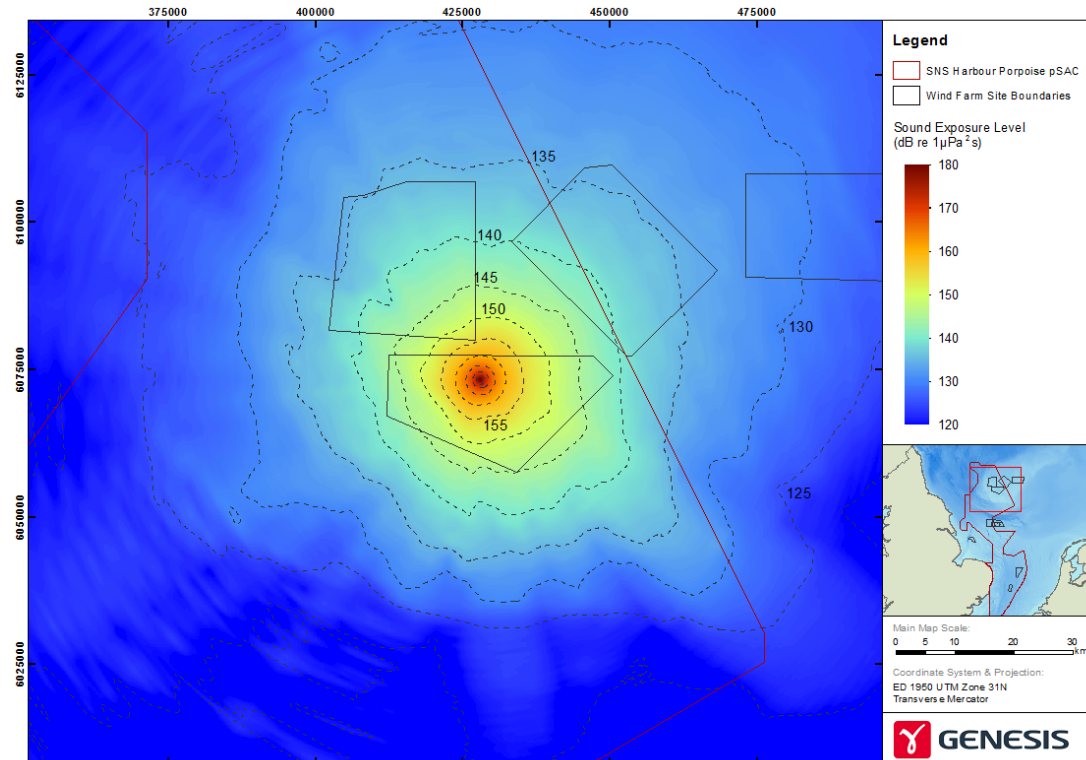 375000
400000
425000
450000
475000
6125000
6100000
6075000
6050000
6025000
135
140
145
150
155
130
125
Legend
SNS Harbour Porpoise pSAC
Wind Farm Site Boundaries
Sound Exposure Level
(dB re 1µPa²s)
180
170
160
150
140
130
120
Main Map Scale:
0 5 10 20 30
km
Coordinate System & Projection:
ED 1950 UTM Zone 31N
Transverse Mercator
GENESIS